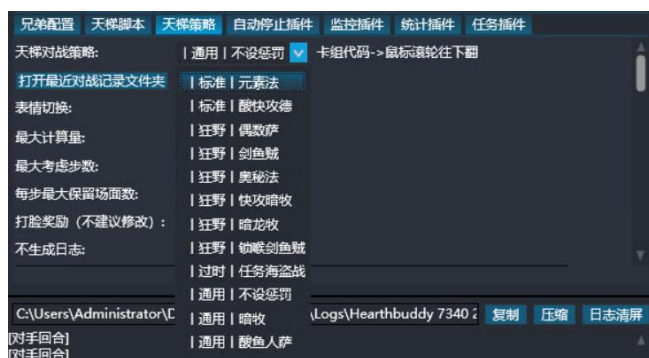 兄弟配置 天梯脚本 天梯策略 自动停止插件 监控插件 统计插件 任务插件
天梯对战策略: | 通用 | 不设惩罚 卡组代码->鼠标滚轮往下翻
打开最近对战记录文件夹 | 标准 | 元素法
表情切换: | 标准 | 酸快攻德
| 狂野 | 偶数萨
最大计算量:
| 狂野 | 剑鱼贼
最大考虑步数: | 狂野 | 奥秘法
每步最大保留场面数: | 狂野 | 快攻暗牧
打脸奖励（不建议修改）: | 狂野 | 暗龙牧
不生成日志: | 狂野 | 锁喉剑鱼贼
| 过时 | 任务海盗战
| 通用 | 不设惩罚
C:\Users\Administrator\D \Logs\Hearthbuddy 7340 2 复制 压缩 日志清屏
| 通用 | 暗牧
[对手回合] | 通用 | 酸鱼人萨
[对手回合]